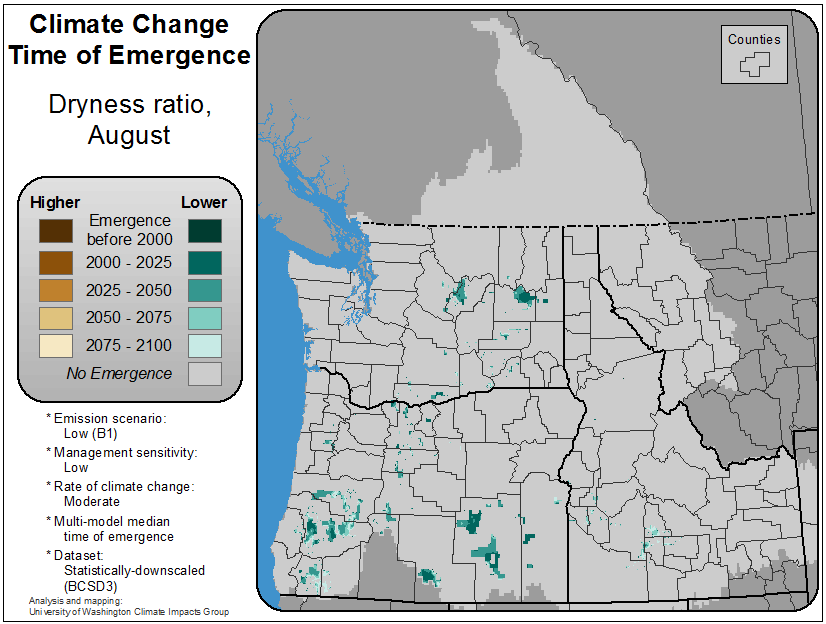 Climate Change
Time of Emergence
Dryness ratio,
August
Higher Lower
Emergence
before 2000
2000 - 2025
2025 - 2050
2050 - 2075
2075 - 2100
No Emergence
* Emission scenario:
Low (B1)
* Management sensitivity:
Low
* Rate of climate change:
Moderate
* Multi-model median
time of emergence
* Dataset:
Statistically-downscaled
(BCSD3)
Analysis and mapping:
University of Washington Climate Impacts Group
Counties